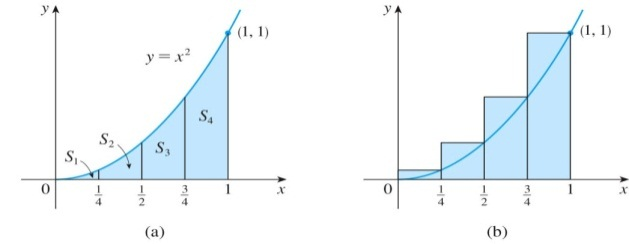 y
(1, 1)
y = x²
S₄
S₂
S₃
S₁
0
1/4
1/2
3/4
1
x
(a)
y
(1, 1)
0
1/4
1/2
3/4
1
x
(b)